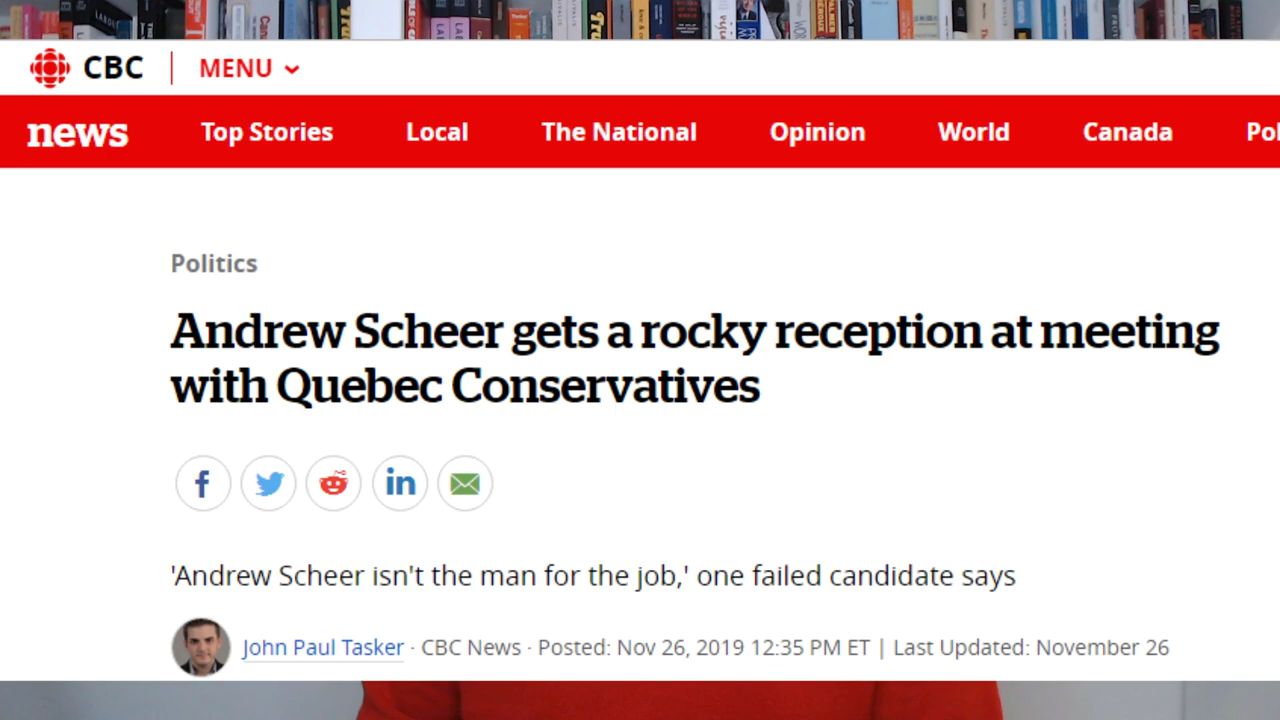 CBC
MENU
news Top Stories Local The National Opinion World Canada Pol
Politics
Andrew Scheer gets a rocky reception at meeting
with Quebec Conservatives
'Andrew Scheer isn't the man for the job,' one failed candidate says
John Paul Tasker · CBC News · Posted: Nov 26, 2019 12:35 PM ET | Last Updated: November 26